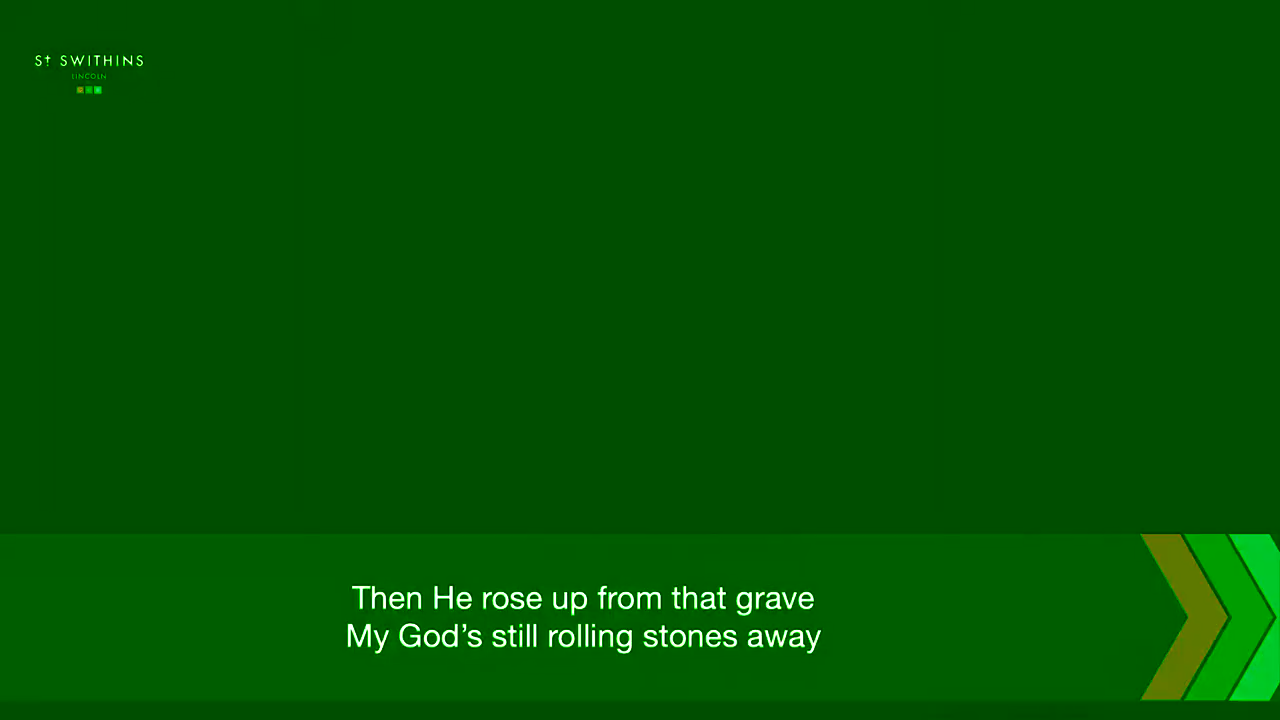 St SWITHINS
LINCOLN
Then He rose up from that grave
My God’s still rolling stones away